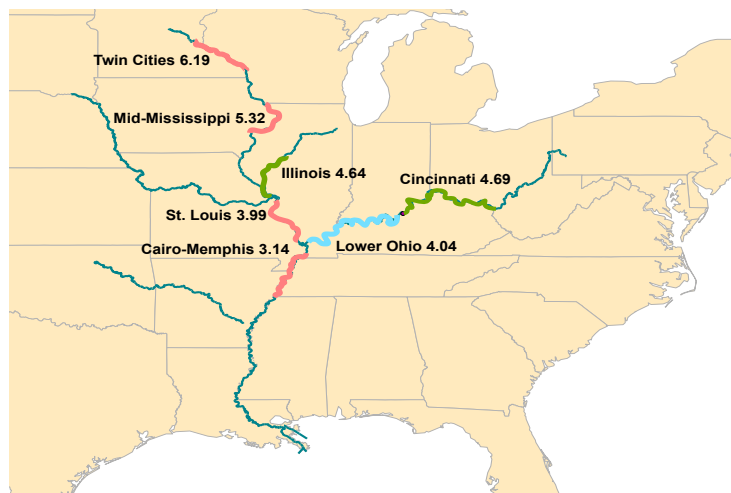 Twin Cities 6.19
Mid-Mississippi 5.32
Illinois 4.64
Cincinnati 4.69
St. Louis 3.99
Cairo-Memphis 3.14
Lower Ohio 4.04